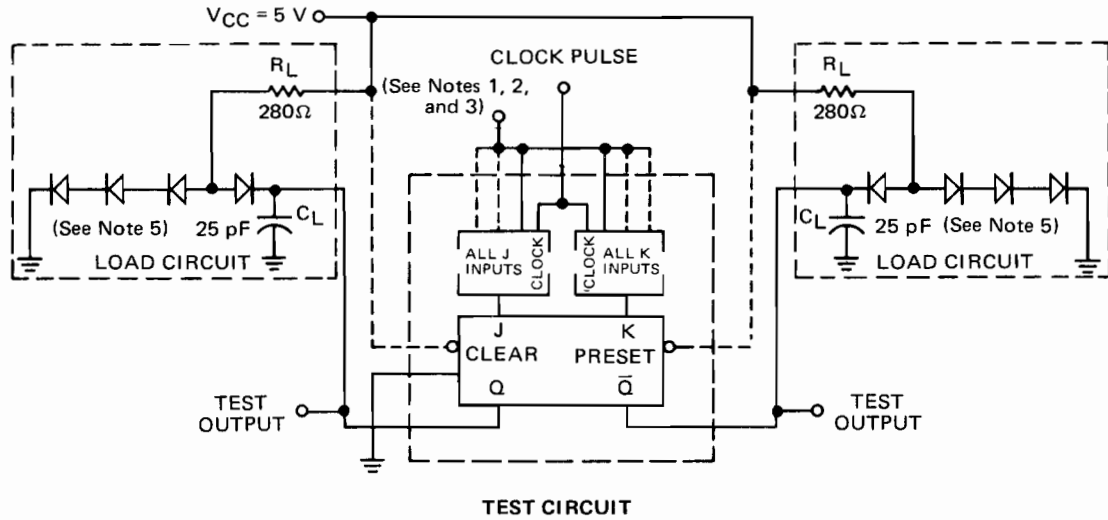 VCC = 5 V
CLOCK PULSE
RL
280Ω
(See Notes 1, 2,
and 3)
RL
280Ω
(See Note 5)
25 pF
CL
LOAD CIRCUIT
CL
25 pF
(See Note 5)
LOAD CIRCUIT
ALL J
INPUTS
CLOCK
'CLOCK
ALL K
INPUTS
J
K
CLEAR
PRESET
Q
Q̄
TEST
OUTPUT
TEST
OUTPUT
TEST CIRCUIT